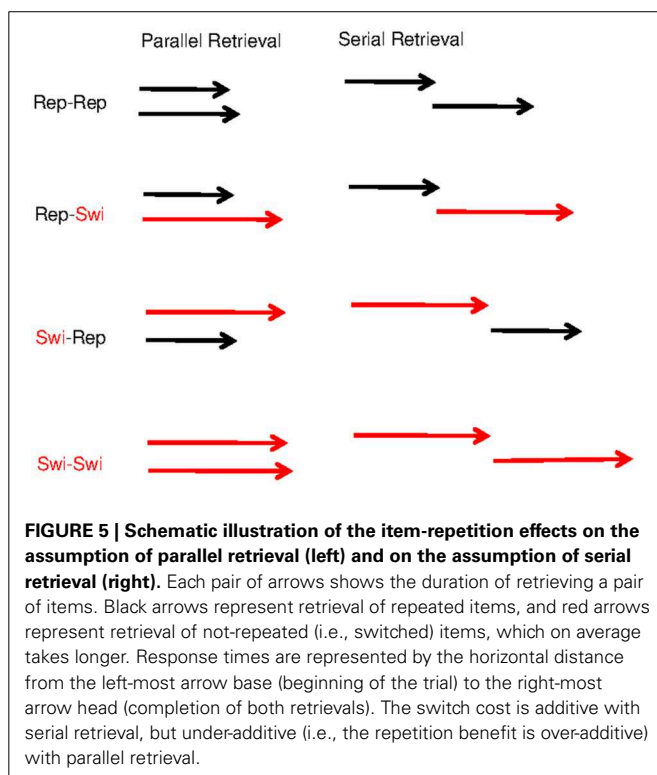 Parallel Retrieval Serial Retrieval
Rep-Rep
Rep-Swi
Swi-Rep
Swi-Swi
FIGURE 5 | Schematic illustration of the item-repetition effects on the
assumption of parallel retrieval (left) and on the assumption of serial
retrieval (right). Each pair of arrows shows the duration of retrieving a pair
of items. Black arrows represent retrieval of repeated items, and red arrows
represent retrieval of not-repeated (i.e., switched) items, which on average
takes longer. Response times are represented by the horizontal distance
from the left-most arrow base (beginning of the trial) to the right-most
arrow head (completion of both retrievals). The switch cost is additive with
serial retrieval, but under-additive (i.e., the repetition benefit is over-additive)
with parallel retrieval.